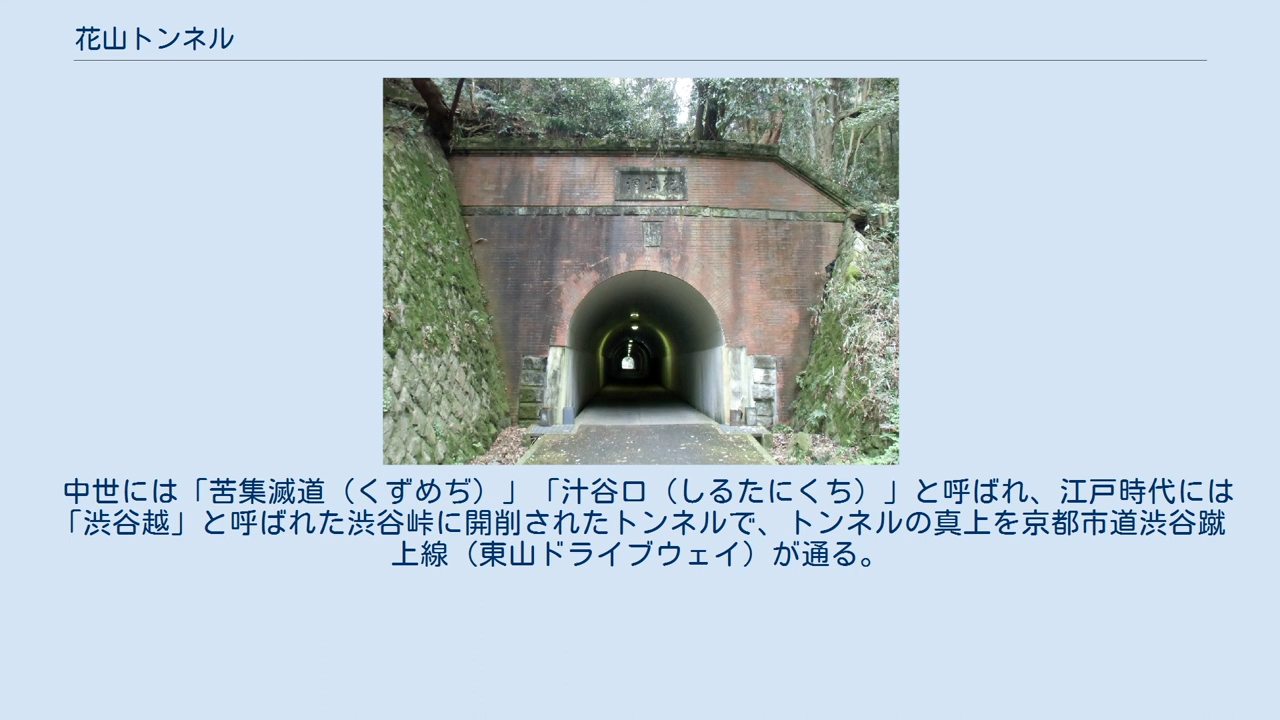 花山トンネル
花山洞
中世には「苦集滅道（くずめぢ）」「汁谷口（しるたにくち）」と呼ばれ、江戸時代には
「渋谷越」と呼ばれた渋谷峠に開削されたトンネルで、トンネルの真上を京都市道渋谷蹴
上線（東山ドライブウェイ）が通る。